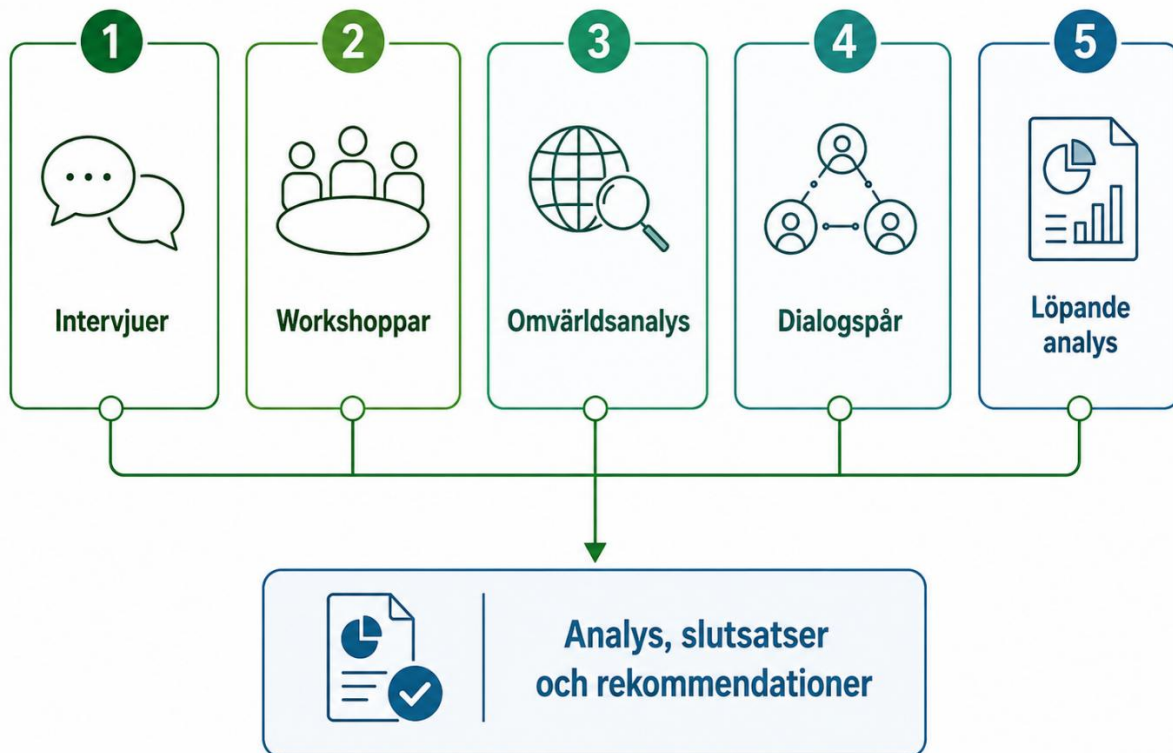 1
2
3
4
5
Intervjuer
Workshoppar
Omvärldsanalys
Dialogspår
Löpande
analys
Analys, slutsatser
och rekommendationer